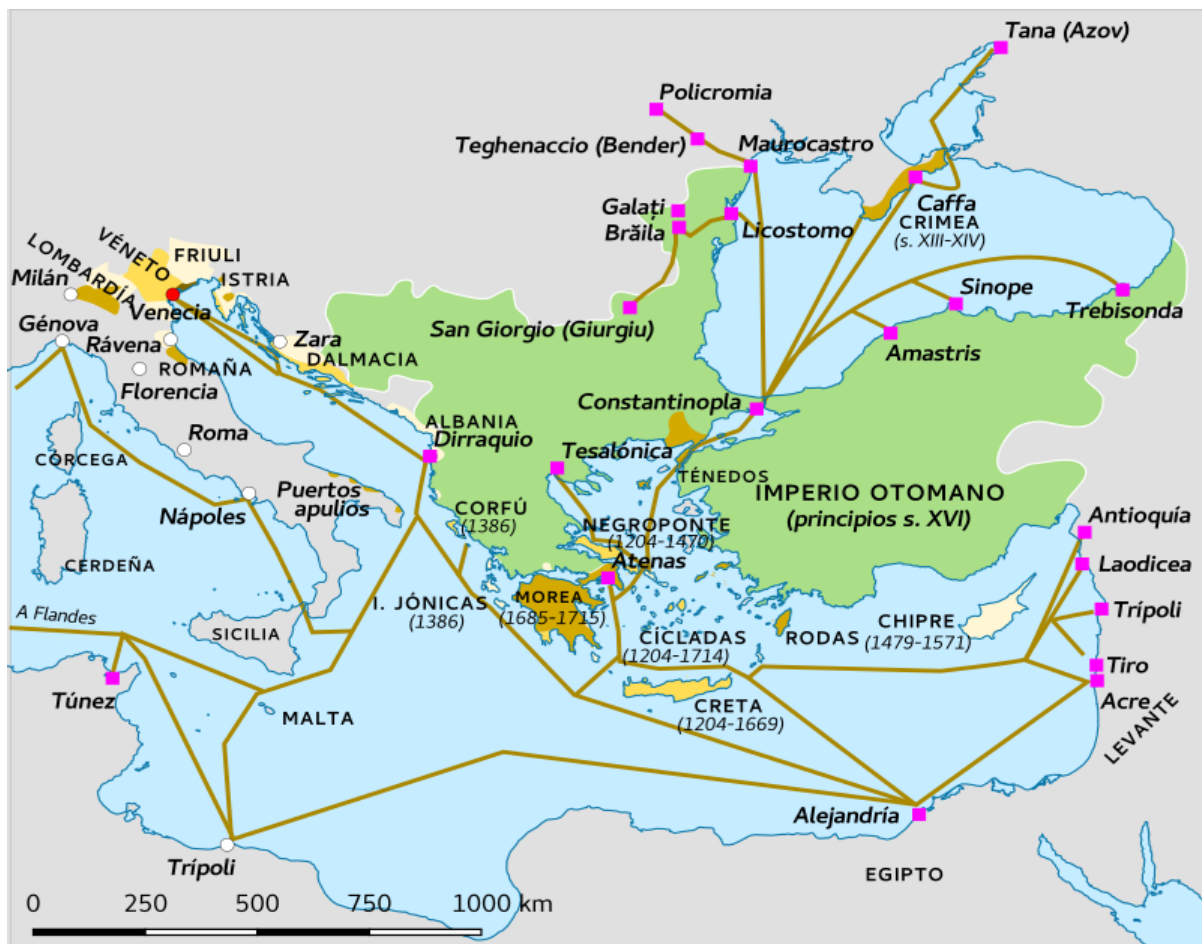 Tana (Azov)
Policromia
Teghenaccio (Bender)
Maurocastro
Galați
Brăila
Licostomo
Caffa
CRIMEA
(s. XIII-XIV)
VÉNETO
FRIULI
LOMBARDÍA
ISTRIA
Milán
Venecia
Génova
Rávena
Zara
San Giorgio (Giurgiu)
Sinope
Trebisonda
Amastris
ROMAÑA
DALMACIA
Florencia
Constantinopla
ALBANIA
Dirraquio
Roma
CÓRCEGA
Tesalónica
TÉNEDOS
Puertos
apulios
Nápoles
CORFÚ
(1386)
NEGROPONTE
(1204-1470)
IMPERIO OTOMANO
(principios s. XVI)
Antioquía
Atenas
Laodicea
CERDEÑA
A Flandes
I. JÓNICAS
(1386)
MOREA
(1685-1715)
SICILIA
CÍCLADAS
(1204-1714)
RODAS
CHIPRE
(1479-1571)
Trípoli
Tiro
Acre
LEVANTE
Túnez
MALTA
CRETA
(1204-1669)
Alejandría
Trípoli
EGIPTO
0 250 500 750 1000 km